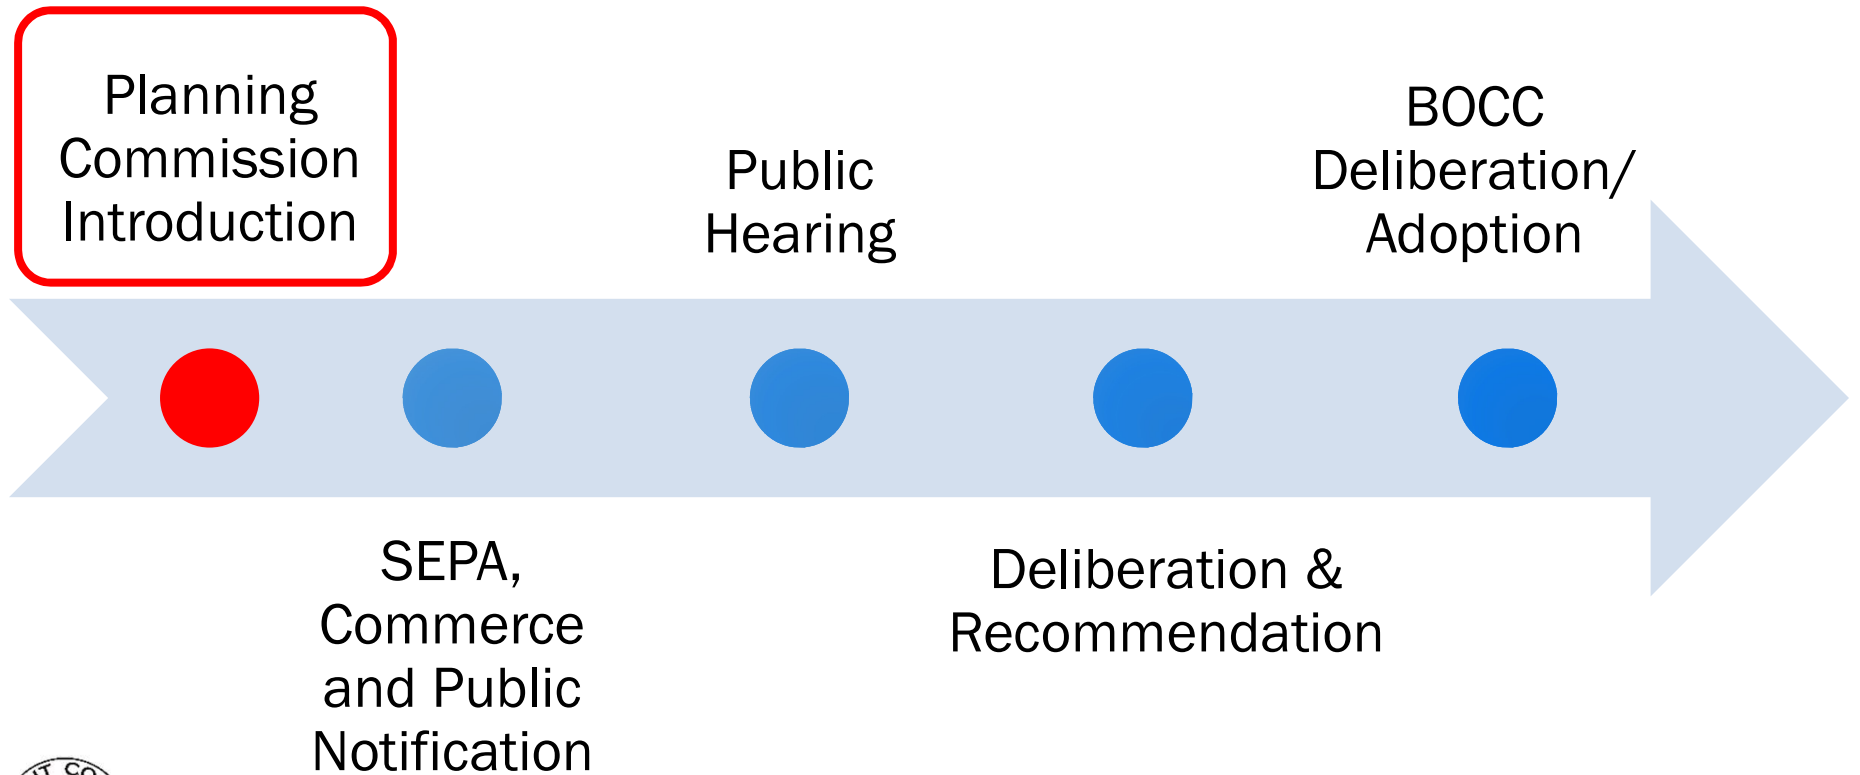 Planning
Commission
Introduction
SEPA,
Commerce
and Public
Notification
Public
Hearing
Deliberation &
Recommendation
BOCC
Deliberation/
Adoption